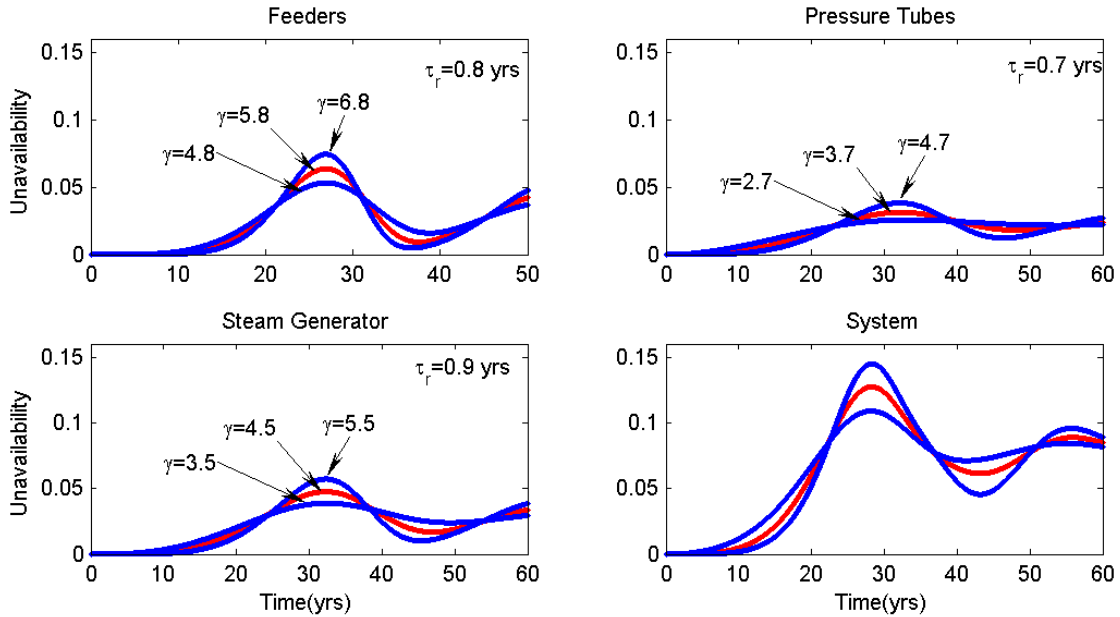 Feeders
Unavailability
0.15
0.1
0.05
0
τr=0.8 yrs
γ=6.8
γ=5.8
γ=4.8
0 10 20 30 40 50
Pressure Tubes
0.15
0.1
0.05
0
τr=0.7 yrs
γ=4.7
γ=3.7
γ=2.7
0 10 20 30 40 50 60
Steam Generator
Unavailability
0.15
0.1
0.05
0
τr=0.9 yrs
γ=4.5 γ=5.5
γ=3.5
0 10 20 30 40 50 60
Time(yrs)
System
0.15
0.1
0.05
0
0 10 20 30 40 50 60
Time(yrs)